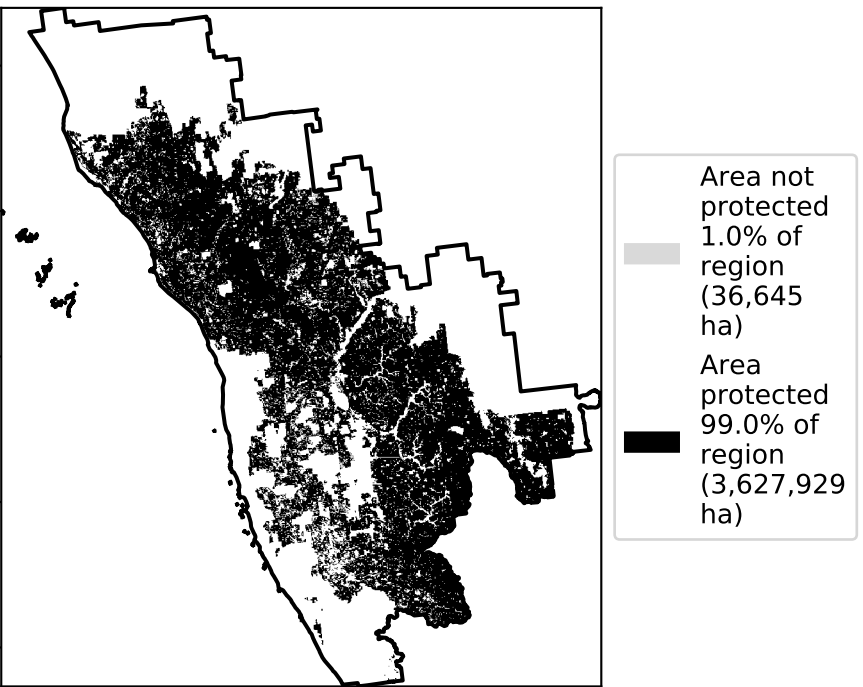 Area not
protected
1.0% of
region
(36,645
ha)
Area
protected
99.0% of
region
(3,627,929
ha)